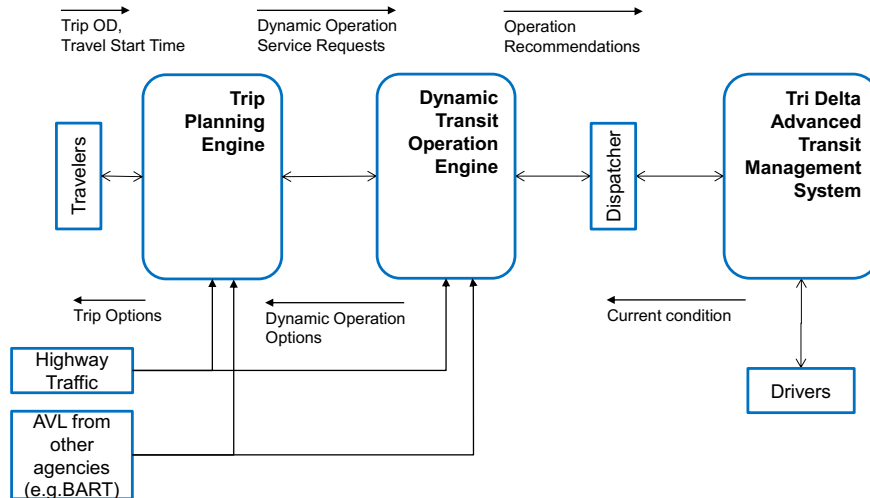 Trip OD,
Travel Start Time
Dynamic Operation
Service Requests
Operation
Recommendations
Travelers
Trip
Planning
Engine
Dynamic
Transit
Operation
Engine
Dispatcher
Tri Delta
Advanced
Transit
Management
System
Trip Options
Dynamic Operation
Options
Current condition
Highway
Traffic
AVL from
other
agencies
(e.g.BART)
Drivers